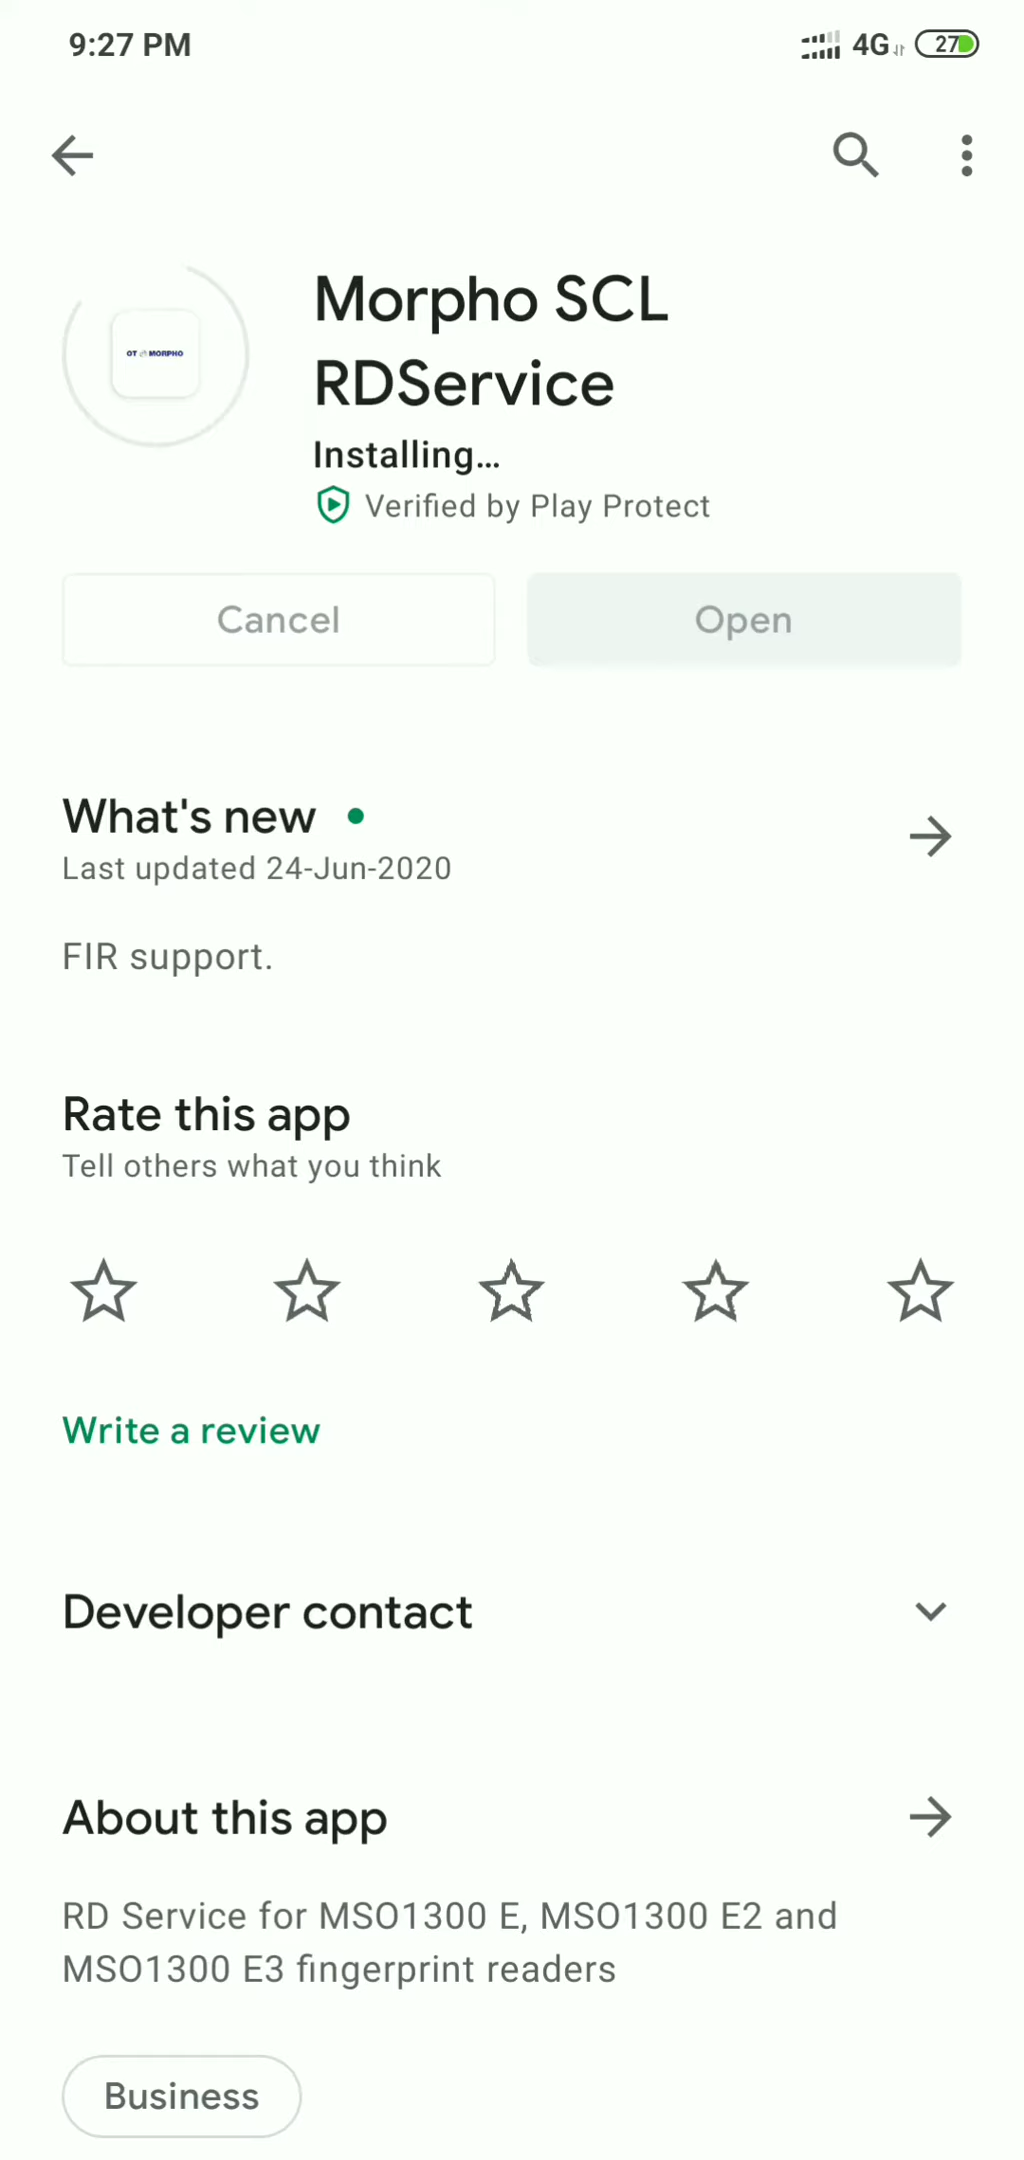 9:27 PM
4G
27
OT MORPHO
Morpho SCL
RDService
Installing...
Verified by Play Protect
Cancel
Open
What's new
Last updated 24-Jun-2020
FIR support.
Rate this app
Tell others what you think
Write a review
Developer contact
About this app
RD Service for MSO1300 E, MSO1300 E2 and
MSO1300 E3 fingerprint readers
Business